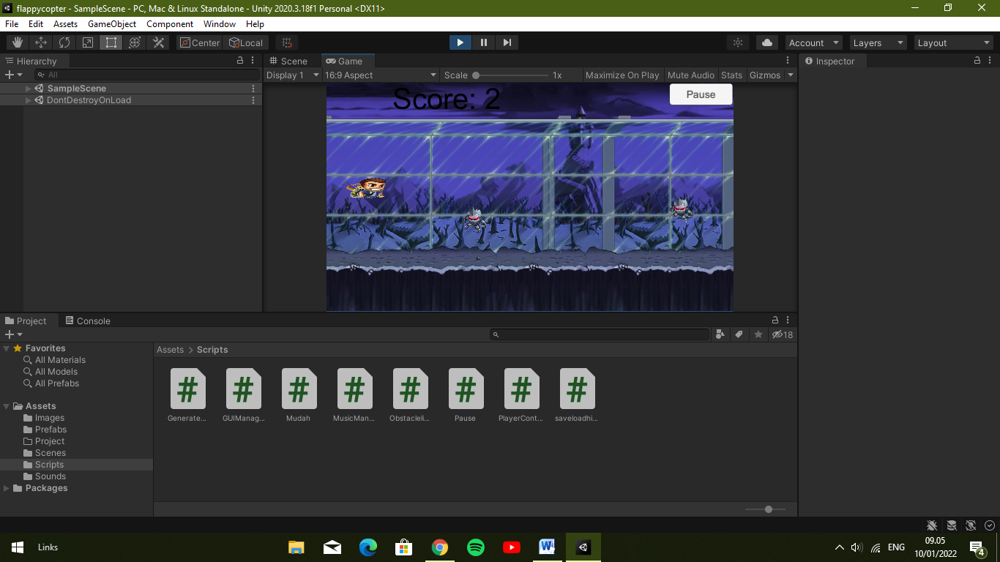 flappycopter - SampleScene - PC, Mac & Linux Standalone - Unity 2020.3.18f1 Personal <DX11>
File Edit Assets GameObject Component Window Help
Center Local Account Layers Layout
Hierarchy
All
SampleScene
DontDestroyOnLoad
Scene Game
Display 1 16:9 Aspect Scale 1x Maximize On Play Mute Audio Stats Gizmos
Score: 2
Pause
Inspector
Project Console
18
Favorites
All Materials
All Models
All Prefabs
Assets
Images
Prefabs
Project
Scenes
Scripts
Sounds
Packages
Assets > Scripts
Generate... GUIManag... Mudah MusicMan... Obstacleli... Pause PlayerCont... saveloadhi...
Links
ENG
09.05
10/01/2022
4